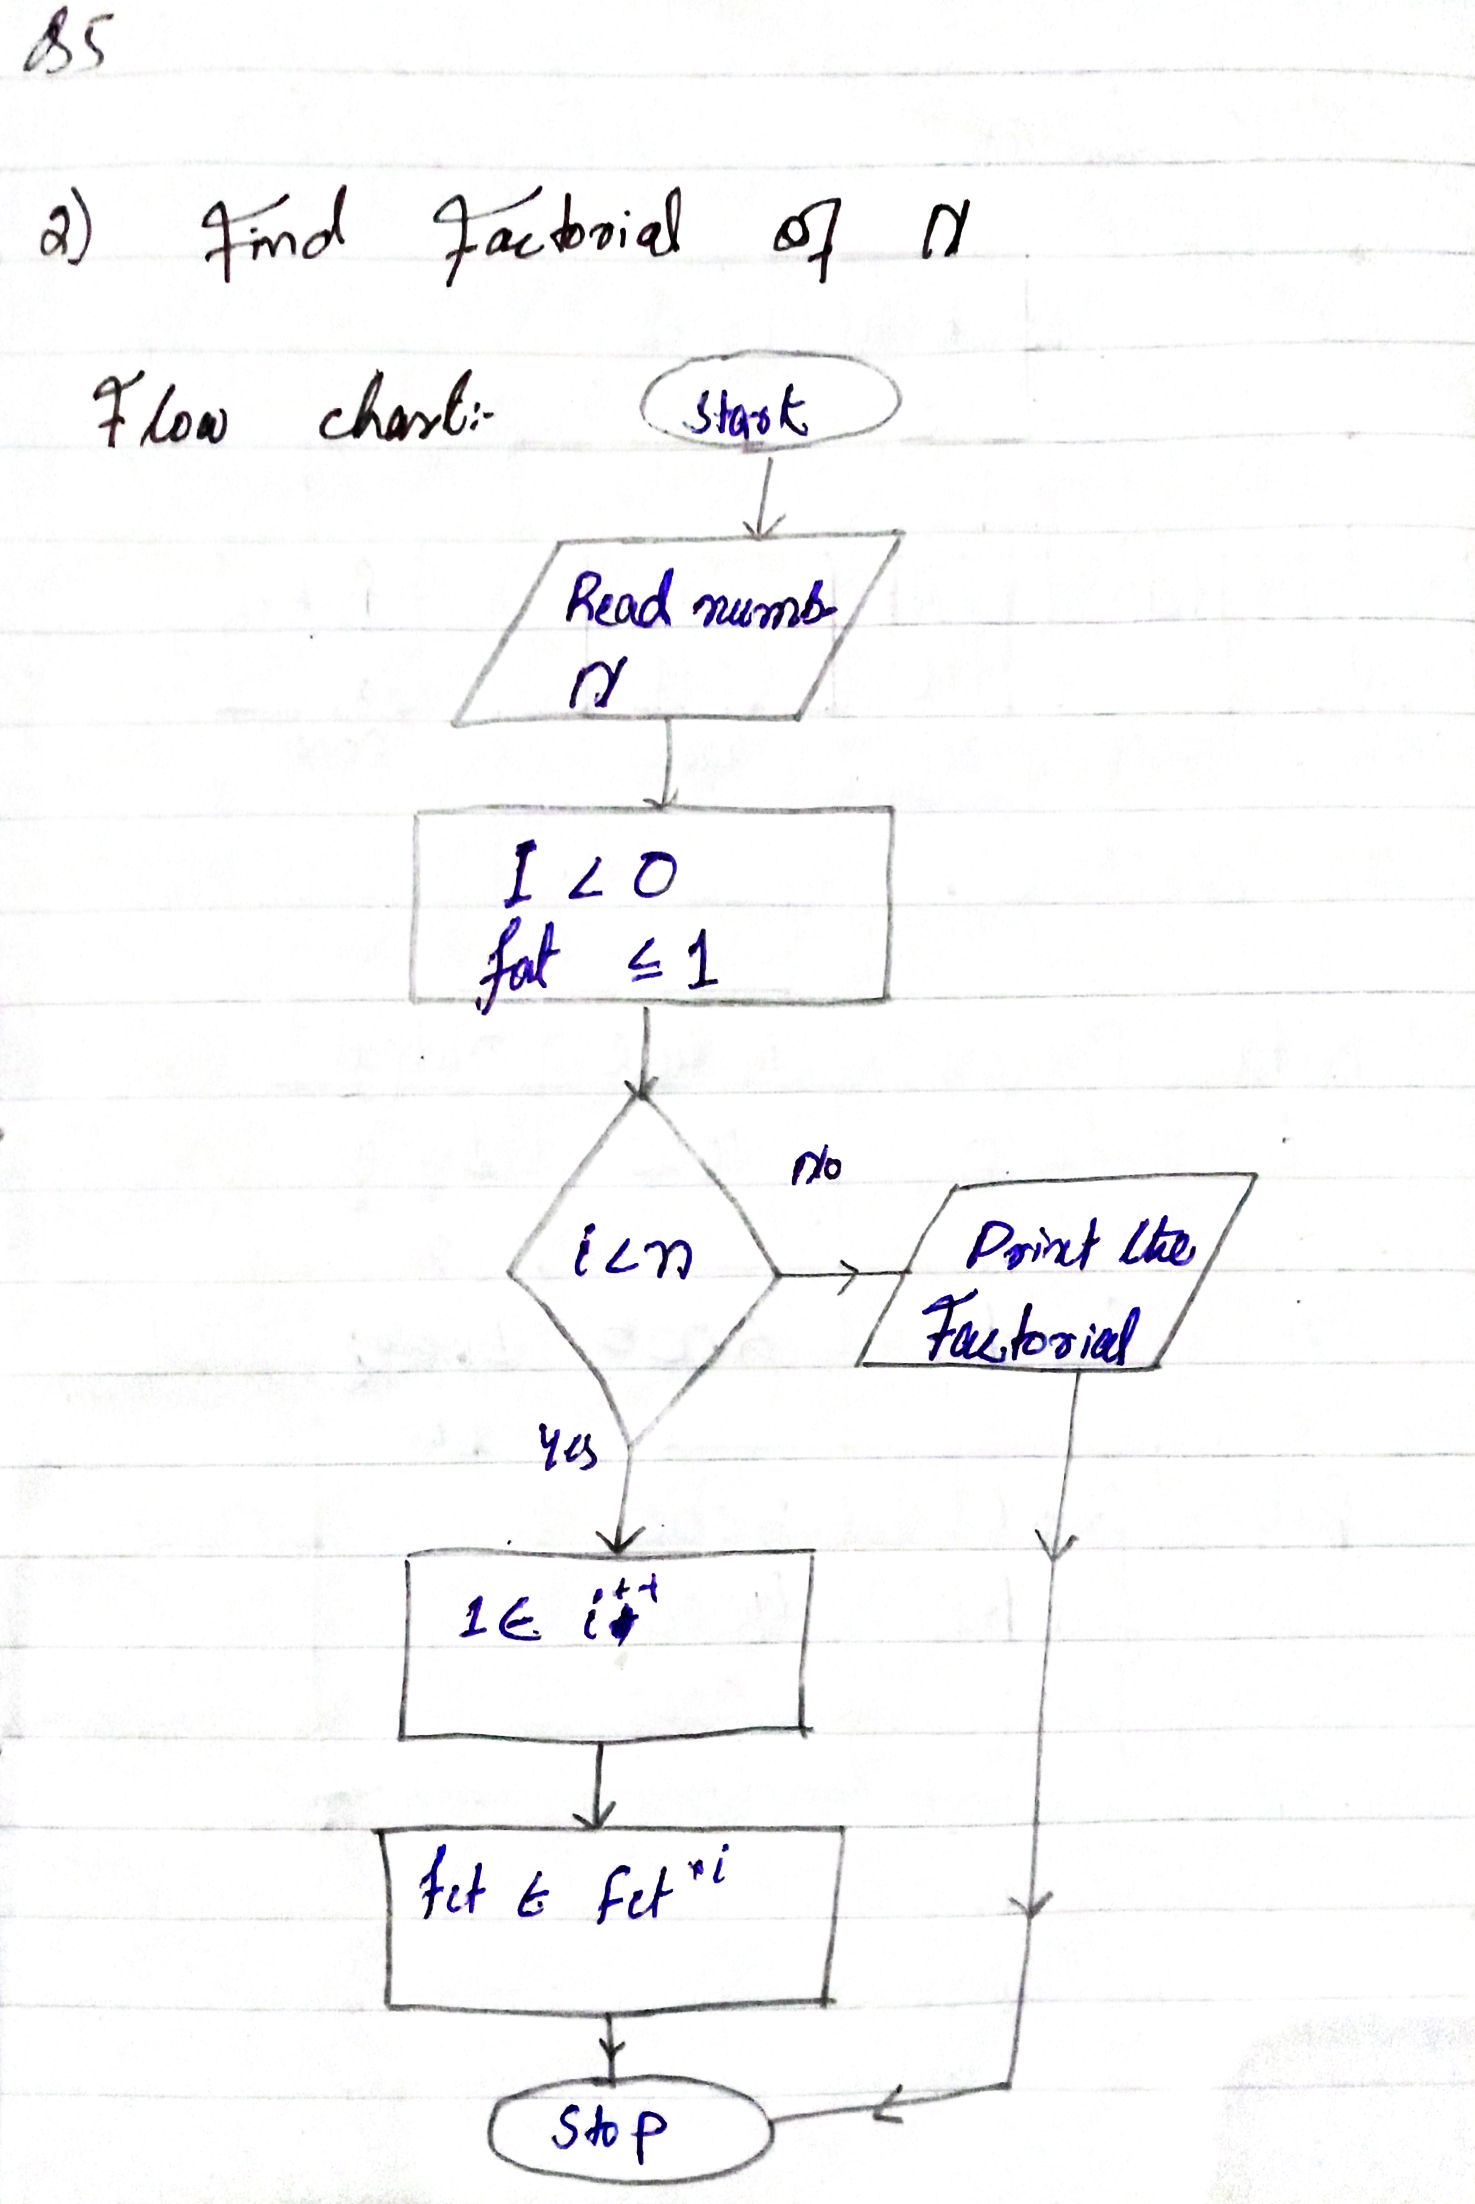 85
2) Find Factorial of N
Flow chart:-
Start
Read numb
N
I < 0
fat ≤ 1
i<n
No
Print the
Factorial
Yes
1 ∈ i++
fct ∈ fct *i
Stop